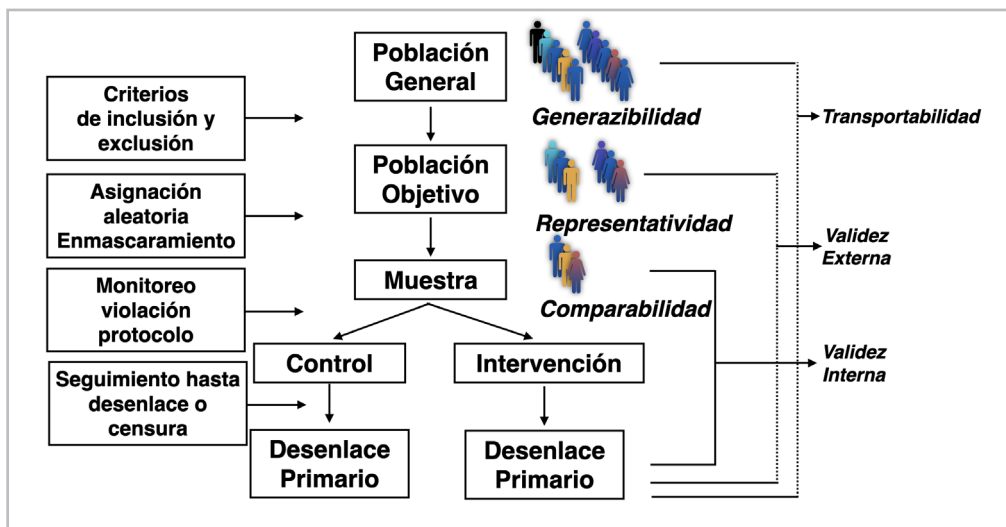 Población
General
Criterios
de inclusión y
exclusión
Generazibilidad
Transportabilidad
Población
Objetivo
Asignación
aleatoria
Enmascaramiento
Representatividad
Validez
Externa
Muestra
Monitoreo
violación
protocolo
Comparabilidad
Control
Intervención
Validez
Interna
Seguimiento hasta
desenlace o
censura
Desenlace
Primario
Desenlace
Primario